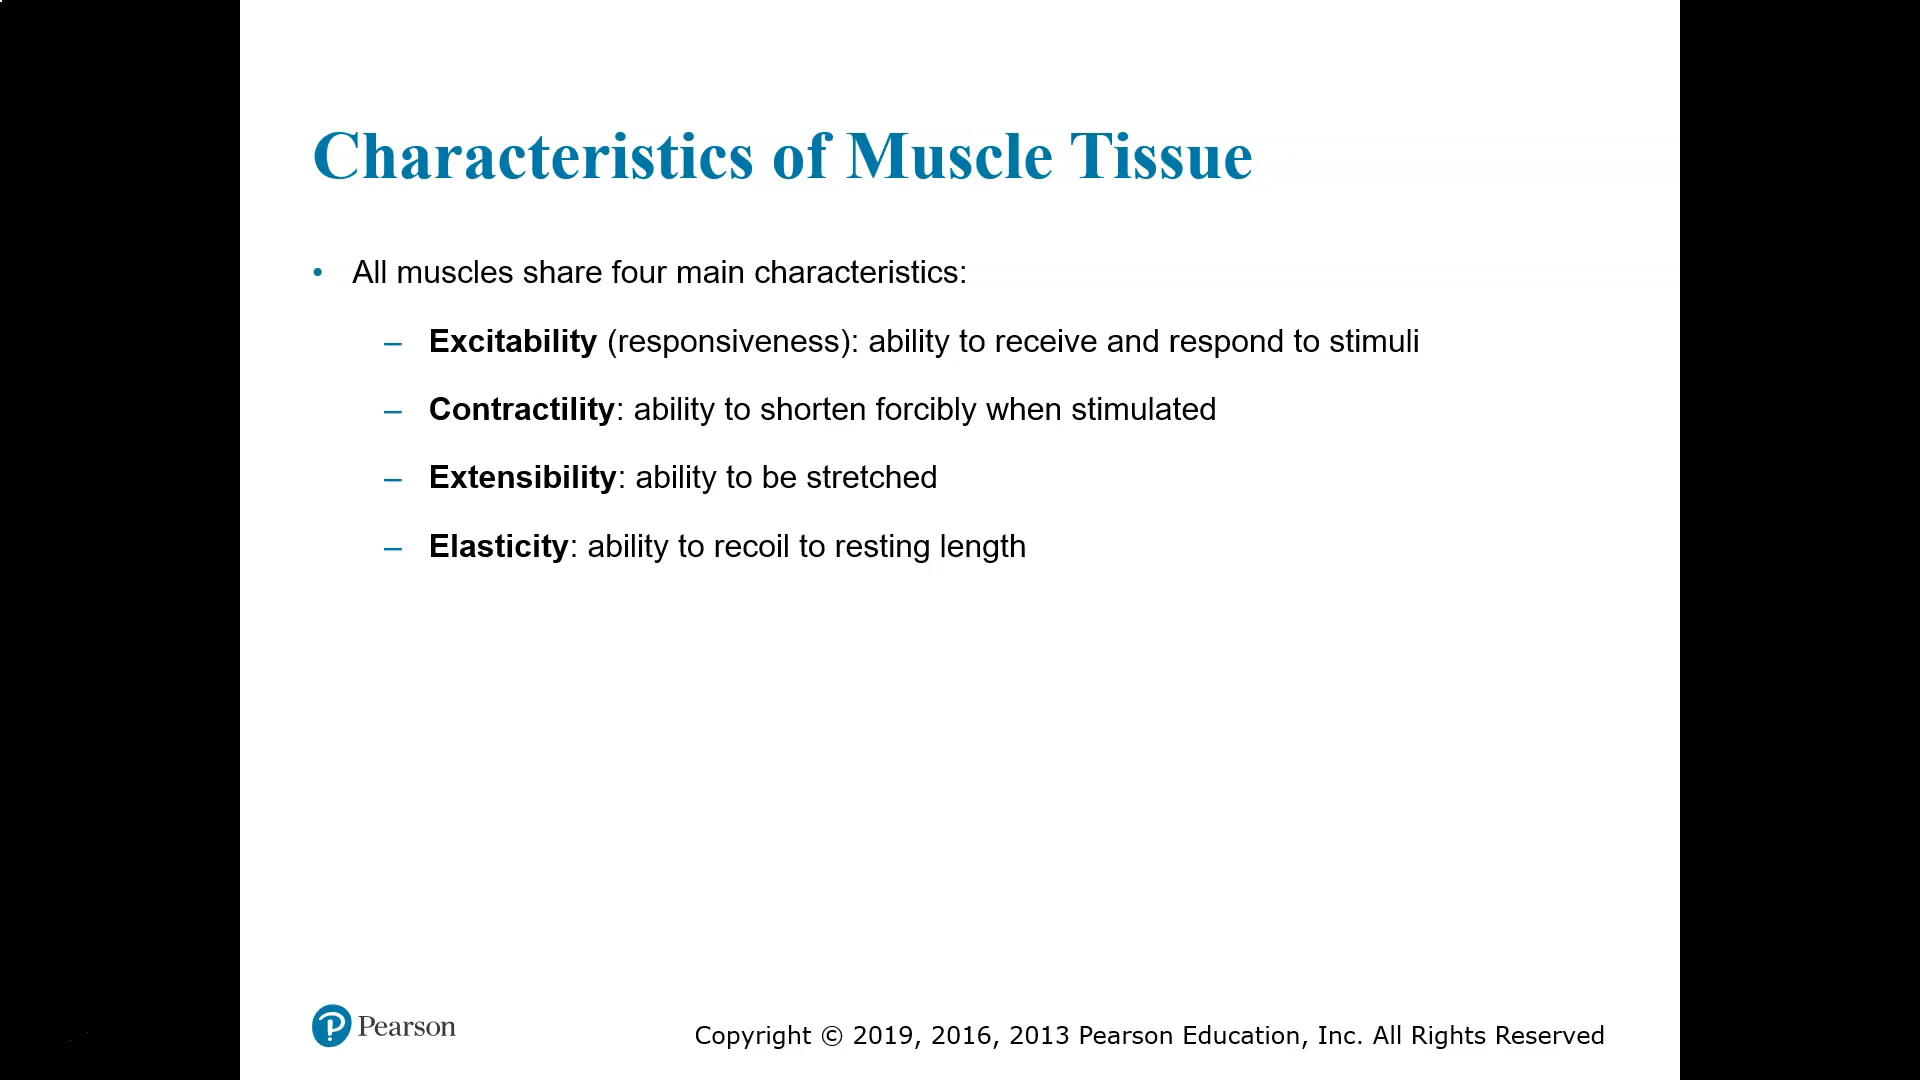 Characteristics of Muscle Tissue
• All muscles share four main characteristics:
– Excitability (responsiveness): ability to receive and respond to stimuli
– Contractility: ability to shorten forcibly when stimulated
– Extensibility: ability to be stretched
– Elasticity: ability to recoil to resting length
Pearson
Copyright © 2019, 2016, 2013 Pearson Education, Inc. All Rights Reserved